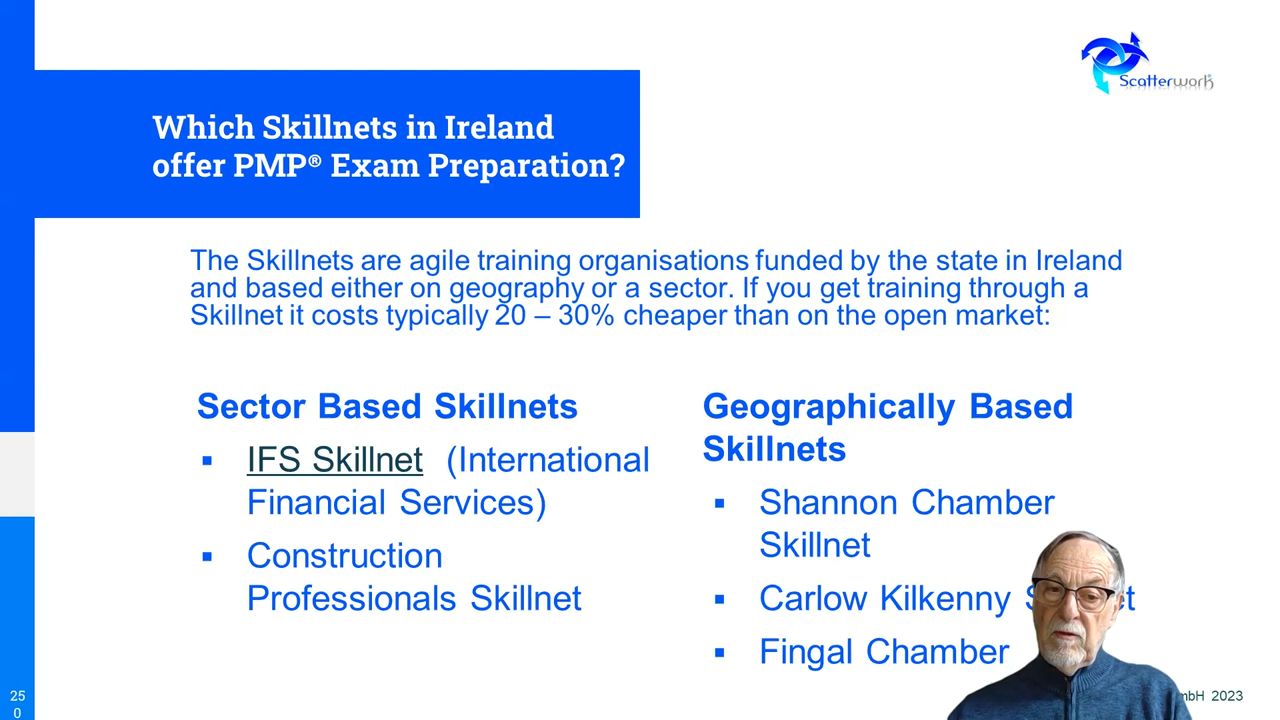 Scatterwork
Which Skillnets in Ireland
offer PMP® Exam Preparation?
The Skillnets are agile training organisations funded by the state in Ireland
and based either on geography or a sector. If you get training through a
Skillnet it costs typically 20 – 30% cheaper than on the open market:
Sector Based Skillnets
▪ IFS Skillnet (International
Financial Services)
▪ Construction
Professionals Skillnet
Geographically Based
Skillnets
▪ Shannon Chamber
Skillnet
▪ Carlow Kilkenny
▪ Fingal Chamber
25
0
2023